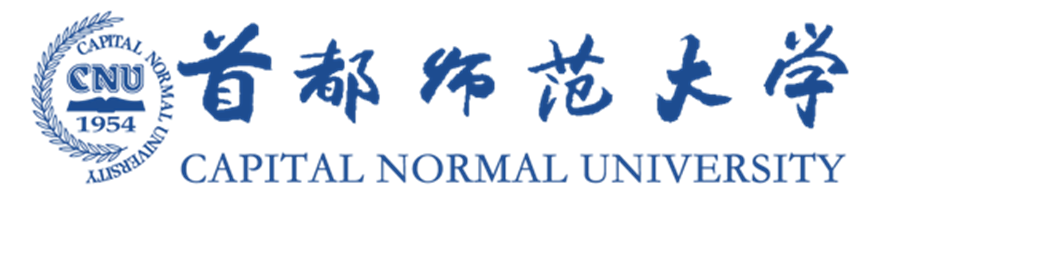 CAPITAL NORMAL UNIVERSITY
CNU
1954
首都师范大学
CAPITAL NORMAL UNIVERSITY